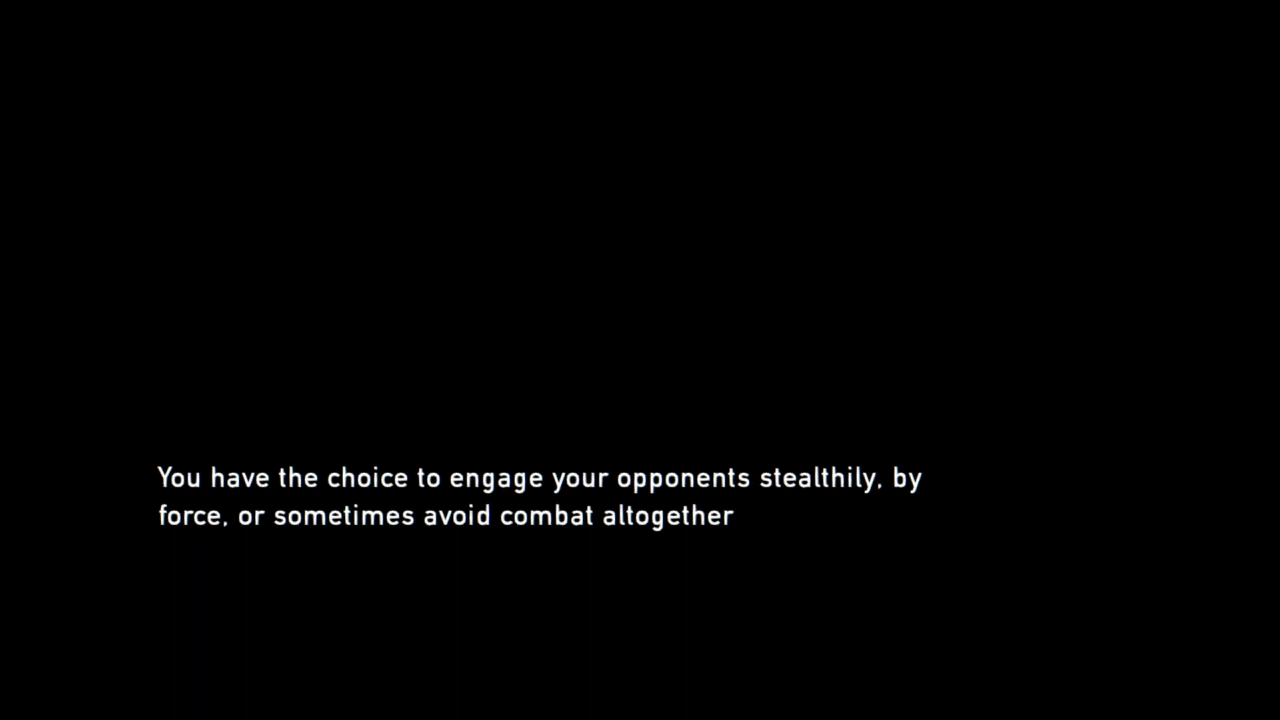 You have the choice to engage your opponents stealthily, by
force, or sometimes avoid combat altogether